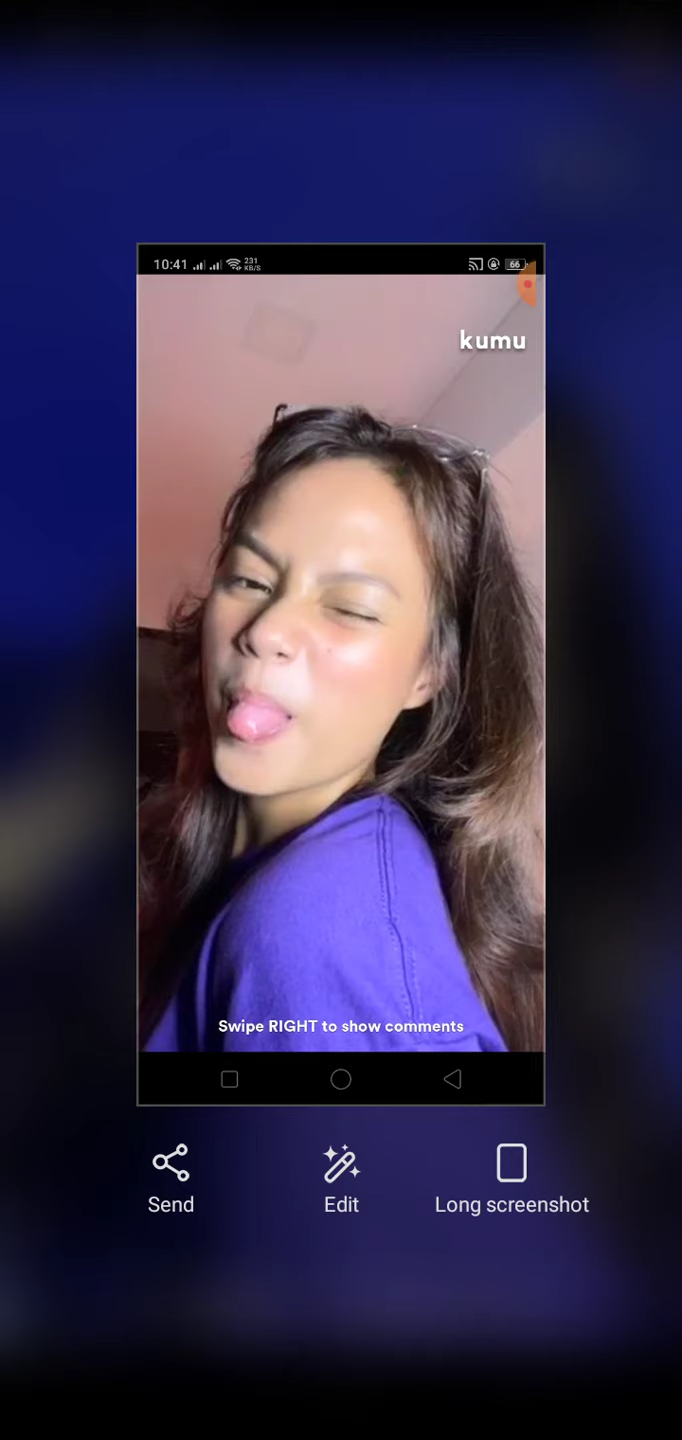 10:41
231
KB/S
66
kumu
Swipe RIGHT to show comments
Send
Edit
Long screenshot